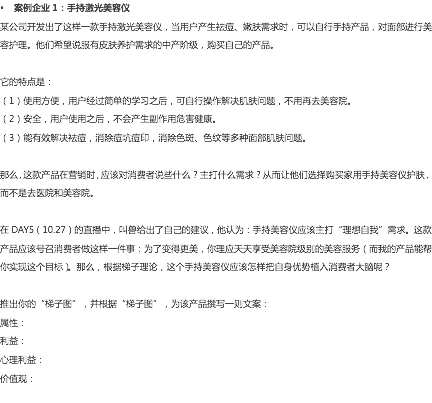 • 案例企业 1：手持激光美容仪
某公司开发出了这样一款手持激光美容仪，当用户产生祛痘、嫩肤需求时，可以自行手持产品，对面部进行美
容护理。他们希望说服有皮肤养护需求的中产阶级，购买自己的产品。
它的特点是：
（1）使用方便，用户经过简单的学习之后，可自行操作解决肌肤问题，不用再去美容院。
（2）安全，用户使用之后，不会产生副作用危害健康。
（3）能有效解决祛痘，消除痘坑痘印，消除色斑、色纹等多种面部肌肤问题。
那么，这款产品在营销时，应该对消费者说些什么？主打什么需求？从而让他们选择购买家用手持美容仪护肤，
而不是去医院和美容院。
在 DAY5（10.27）的直播中，叫兽给出了自己的建议，他认为：手持美容仪应该主打“理想自我”需求。这款
产品应该号召消费者做这样一件事：为了变得更美，你理应天天享受美容院级别的美容服务（而我的产品能帮
你实现这个目标）。那么，根据梯子理论，这个手持美容仪应该怎样把自身优势植入消费者大脑呢？
推出你的“梯子图”，并根据“梯子图”，为该产品撰写一则文案：
属性：
利益：
心理利益：
价值观：